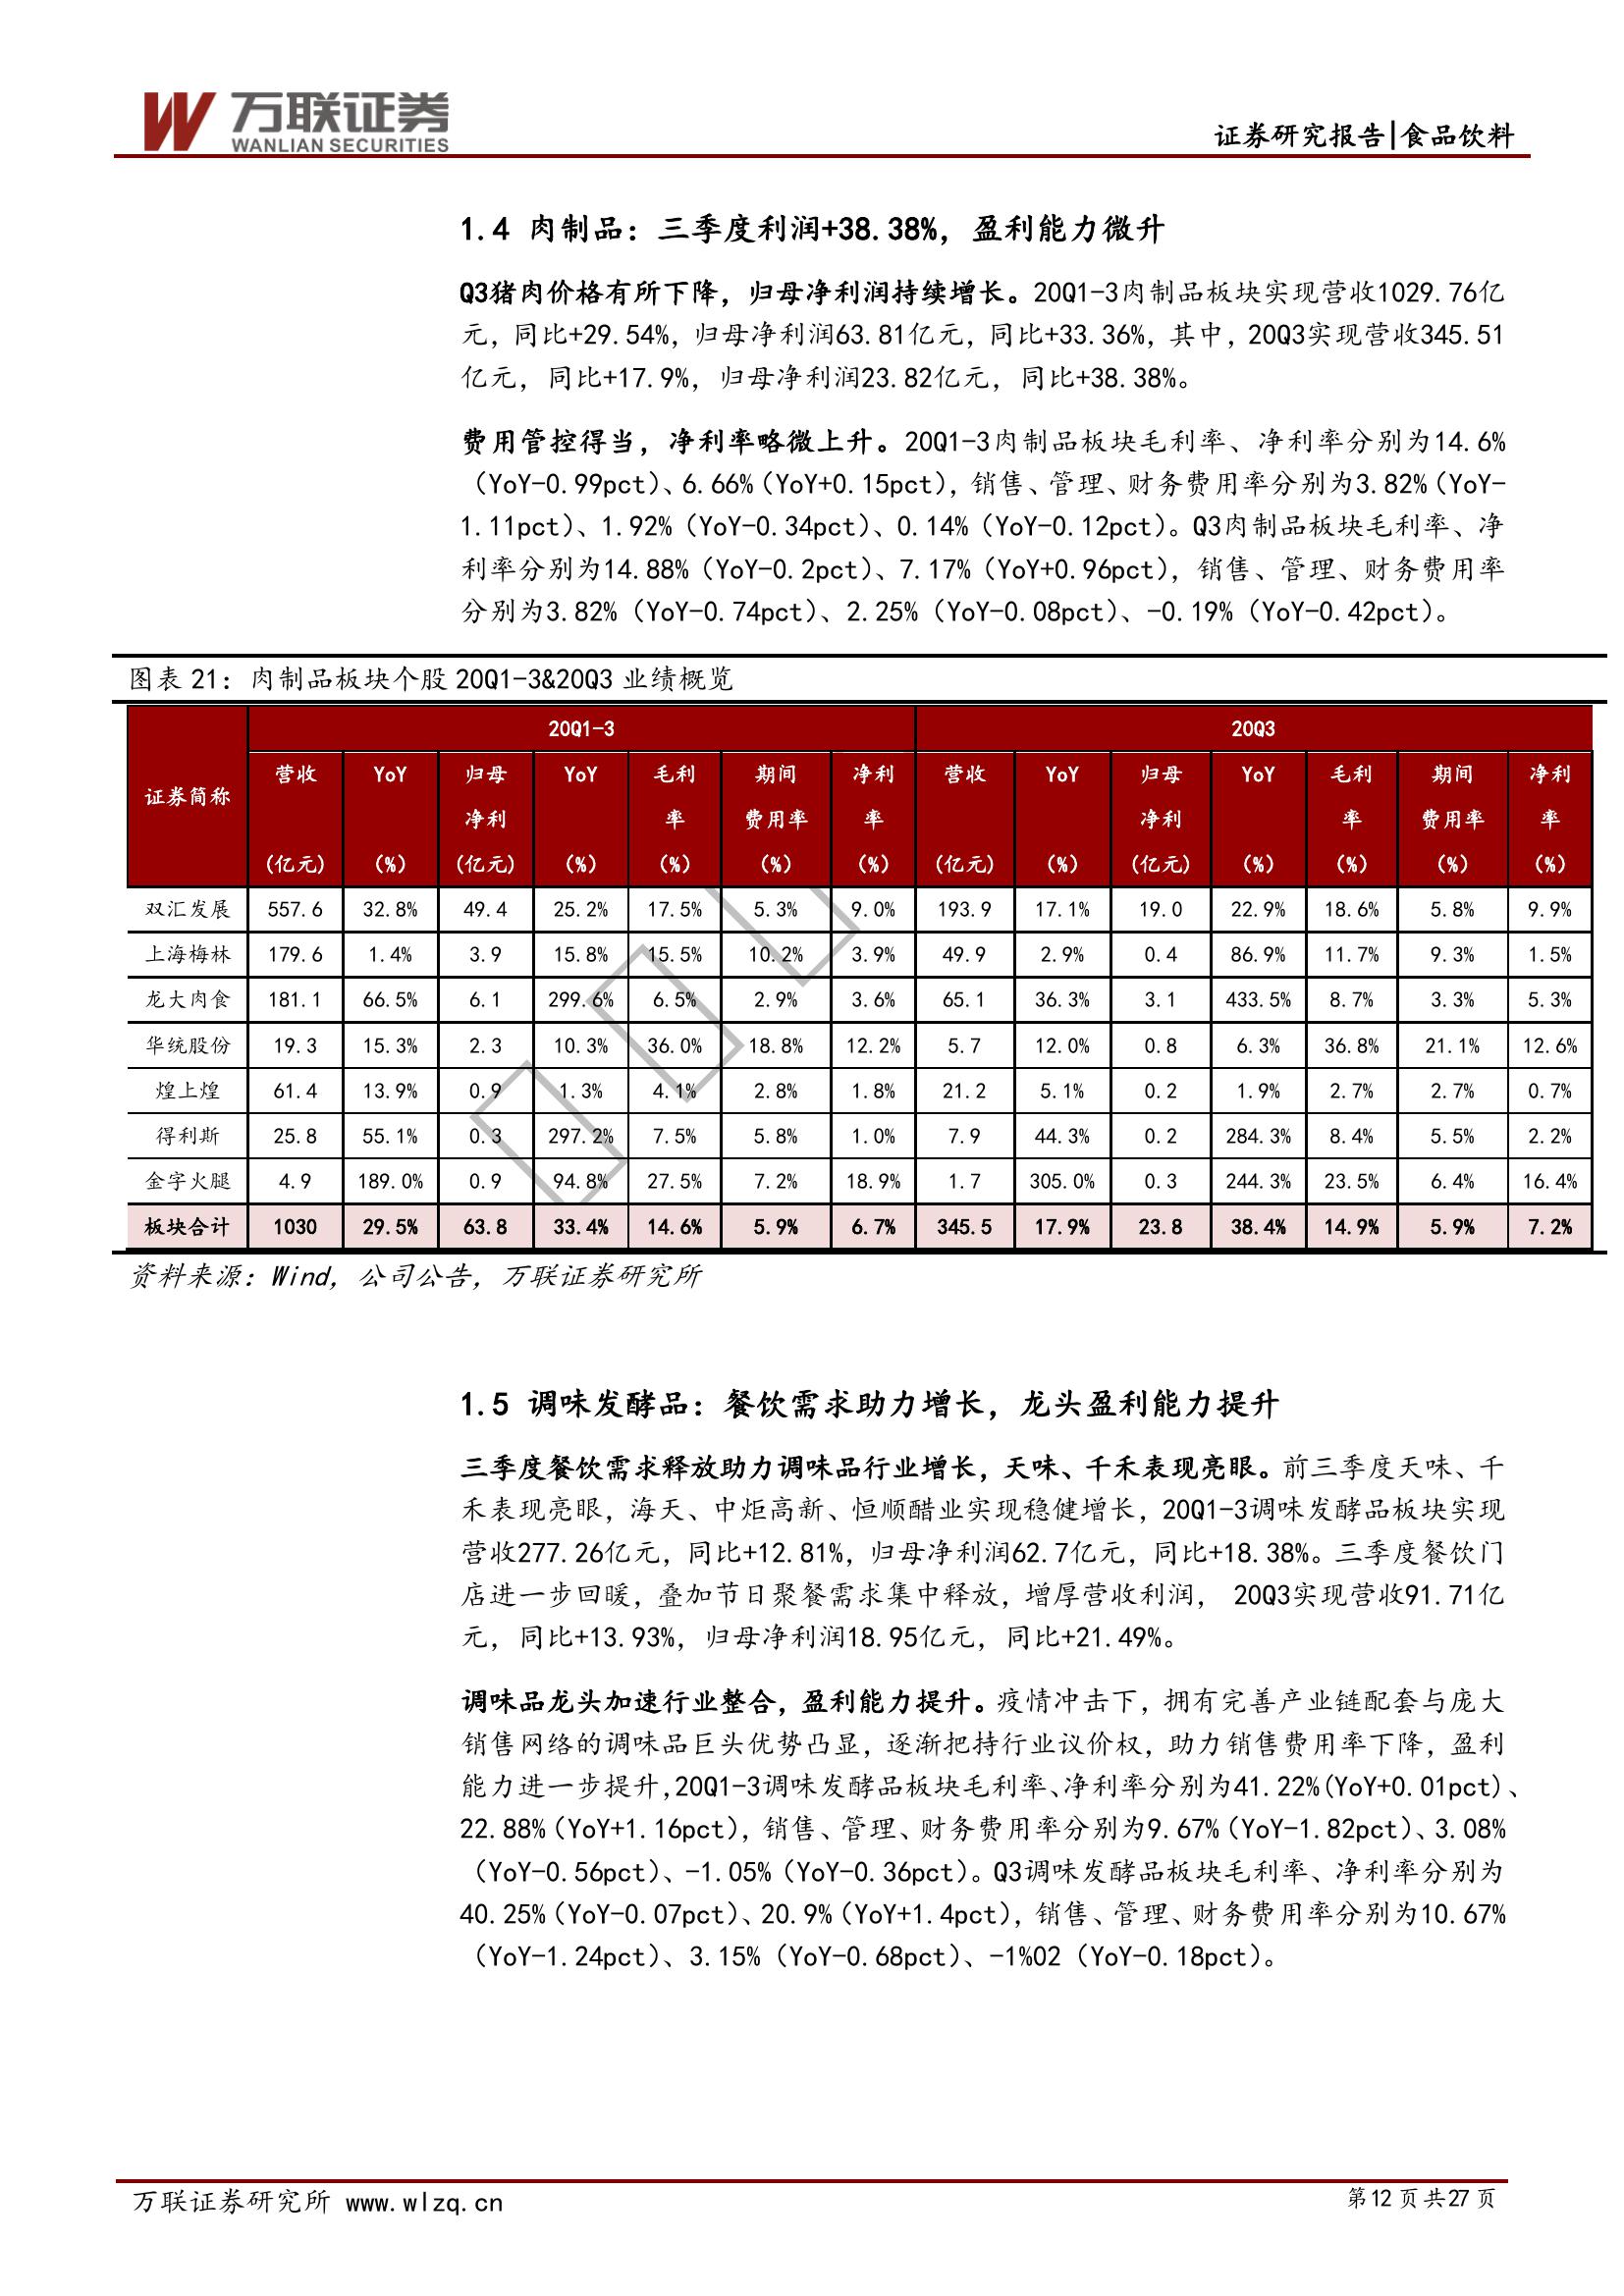 万联证券
WANLIAN SECURITIES
证券研究报告|食品饮料
1.4 肉制品：三季度利润+38.38%，盈利能力微升
Q3猪肉价格有所下降，归母净利润持续增长。20Q1-3肉制品板块实现营收1029.76亿
元，同比+29.54%，归母净利润63.81亿元，同比+33.36%，其中，20Q3实现营收345.51
亿元，同比+17.9%，归母净利润23.82亿元，同比+38.38%。
费用管控得当，净利率略微上升。20Q1-3肉制品板块毛利率、净利率分别为14.6%
（YoY-0.99pct）、6.66%（YoY+0.15pct），销售、管理、财务费用率分别为3.82%（YoY-
1.11pct）、1.92%（YoY-0.34pct）、0.14%（YoY-0.12pct）。Q3肉制品板块毛利率、净
利率分别为14.88%（YoY-0.2pct）、7.17%（YoY+0.96pct），销售、管理、财务费用率
分别为3.82%（YoY-0.74pct）、2.25%（YoY-0.08pct）、-0.19%（YoY-0.42pct）。
图表 21：肉制品板块个股 20Q1-3&20Q3 业绩概览
20Q1-3 20Q3
营收 YoY 归母 YoY 毛利 期间 净利 营收 YoY 归母 YoY 毛利 期间 净利
证券简称
净利 率 费用率 率 净利 率 费用率 率
(亿元) (%) (亿元) (%) (%) (%) (%) (亿元) (%) (亿元) (%) (%) (%) (%)
双汇发展 557.6 32.8% 49.4 25.2% 17.5% 5.3% 9.0% 193.9 17.1% 19.0 22.9% 18.6% 5.8% 9.9%
上海梅林 179.6 1.4% 3.9 15.8% 15.5% 10.2% 3.9% 49.9 2.9% 0.4 86.9% 11.7% 9.3% 1.5%
龙大肉食 181.1 66.5% 6.1 299.6% 6.5% 2.9% 3.6% 65.1 36.3% 3.1 433.5% 8.7% 3.3% 5.3%
华统股份 19.3 15.3% 2.3 10.3% 36.0% 18.8% 12.2% 5.7 12.0% 0.8 6.3% 36.8% 21.1% 12.6%
煌上煌 61.4 13.9% 0.9 1.3% 4.1% 2.8% 1.8% 21.2 5.1% 0.2 1.9% 2.7% 2.7% 0.7%
得利斯 25.8 55.1% 0.3 297.2% 7.5% 5.8% 1.0% 7.9 44.3% 0.2 284.3% 8.4% 5.5% 2.2%
金字火腿 4.9 189.0% 0.9 94.8% 27.5% 7.2% 18.9% 1.7 305.0% 0.3 244.3% 23.5% 6.4% 16.4%
板块合计 1030 29.5% 63.8 33.4% 14.6% 5.9% 6.7% 345.5 17.9% 23.8 38.4% 14.9% 5.9% 7.2%
资料来源：Wind，公司公告，万联证券研究所
1.5 调味发酵品：餐饮需求助力增长，龙头盈利能力提升
三季度餐饮需求释放助力调味品行业增长，天味、千禾表现亮眼。前三季度天味、千
禾表现亮眼，海天、中炬高新、恒顺醋业实现稳健增长，20Q1-3调味发酵品板块实现
营收277.26亿元，同比+12.81%，归母净利润62.7亿元，同比+18.38%。三季度餐饮门
店进一步回暖，叠加节日聚餐需求集中释放，增厚营收利润， 20Q3实现营收91.71亿
元，同比+13.93%，归母净利润18.95亿元，同比+21.49%。
调味品龙头加速行业整合，盈利能力提升。疫情冲击下，拥有完善产业链配套与庞大
销售网络的调味品巨头优势凸显，逐渐把持行业议价权，助力销售费用率下降，盈利
能力进一步提升,20Q1-3调味发酵品板块毛利率、净利率分别为41.22%(YoY+0.01pct)、
22.88%（YoY+1.16pct），销售、管理、财务费用率分别为9.67%（YoY-1.82pct）、3.08%
（YoY-0.56pct）、-1.05%（YoY-0.36pct）。Q3调味发酵品板块毛利率、净利率分别为
40.25%（YoY-0.07pct）、20.9%（YoY+1.4pct），销售、管理、财务费用率分别为10.67%
（YoY-1.24pct）、3.15%（YoY-0.68pct）、-1%02（YoY-0.18pct）。
万联证券研究所 www.wlzq.cn
第12 页 共27 页